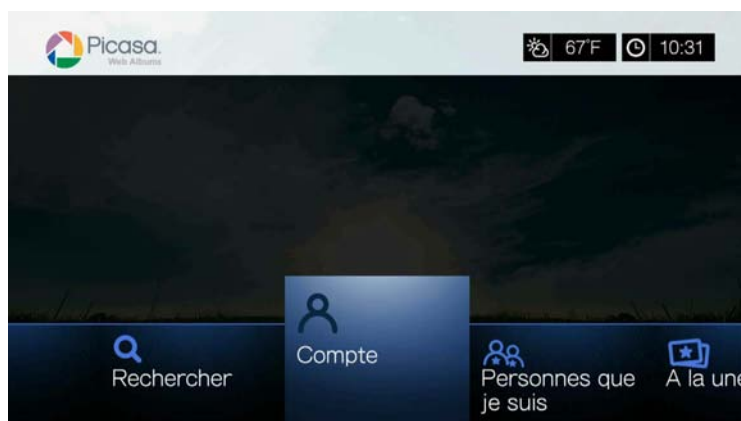 Picasa.
Web Albums
67°F
10:31
Rechercher
Compte
Personnes que
je suis
A la une